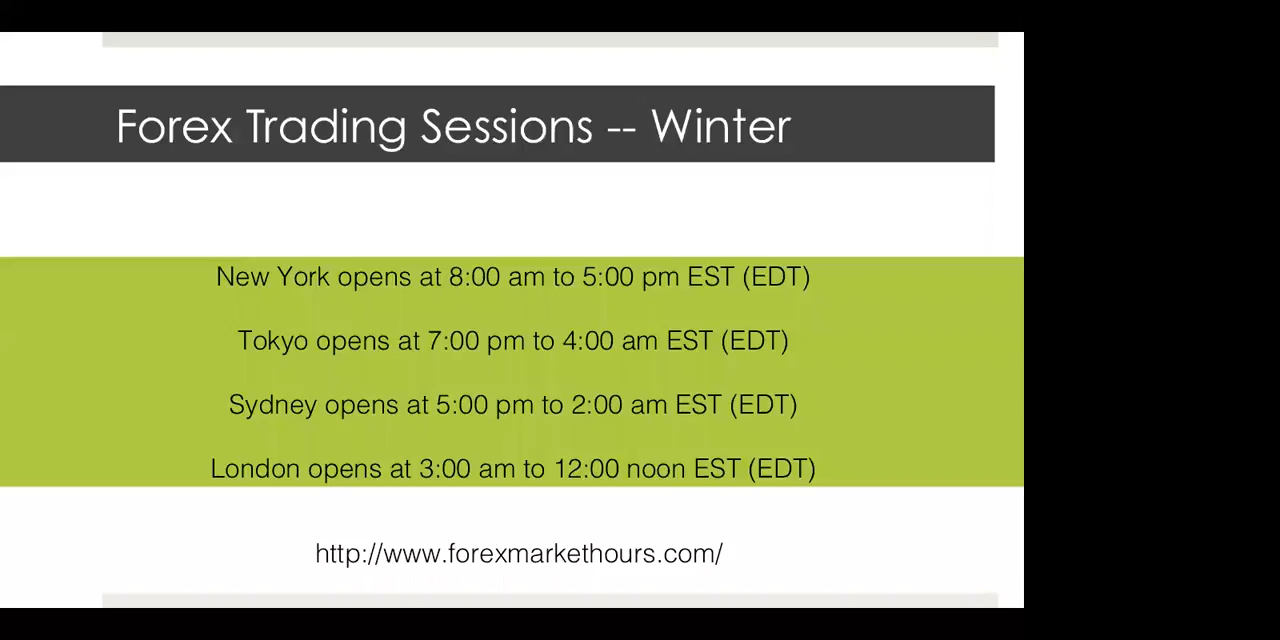 Forex Trading Sessions -- Winter
New York opens at 8:00 am to 5:00 pm EST (EDT)
Tokyo opens at 7:00 pm to 4:00 am EST (EDT)
Sydney opens at 5:00 pm to 2:00 am EST (EDT)
London opens at 3:00 am to 12:00 noon EST (EDT)
http://www.forexmarkethours.com/